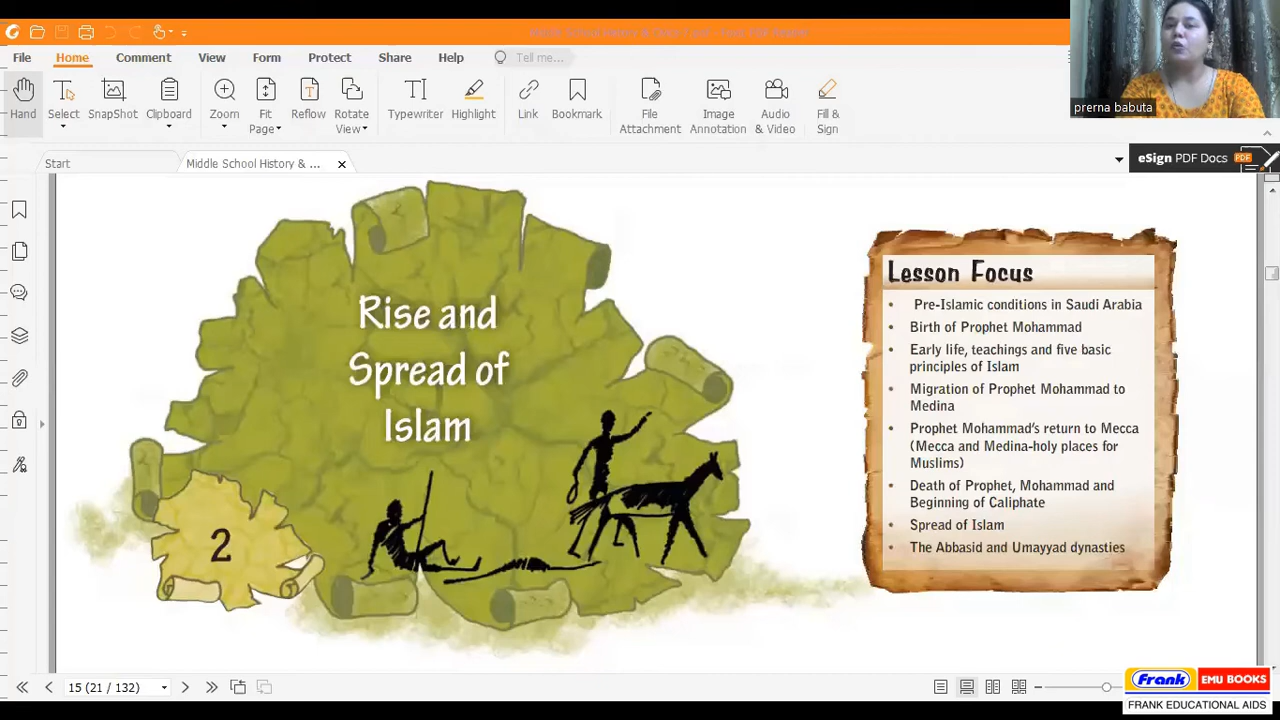 File Home Comment View Form Protect Share Help Tell me...
Hand Select SnapShot Clipboard Zoom Fit Page Reflow Rotate View Typewriter Highlight Link Bookmark File Attachment Image Annotation Audio & Video Fill & Sign
prerna babuta
Start Middle School History & ...
eSign PDF Docs PDF
Rise and
Spread of
Islam
2
Lesson Focus
• Pre-Islamic conditions in Saudi Arabia
• Birth of Prophet Mohammad
• Early life, teachings and five basic
principles of Islam
• Migration of Prophet Mohammad to
Medina
• Prophet Mohammad's return to Mecca
(Mecca and Medina-holy places for
Muslims)
• Death of Prophet, Mohammad and
Beginning of Caliphate
• Spread of Islam
• The Abbasid and Umayyad dynasties
15 (21 / 132)
Frank EMU BOOKS
FRANK EDUCATIONAL AIDS